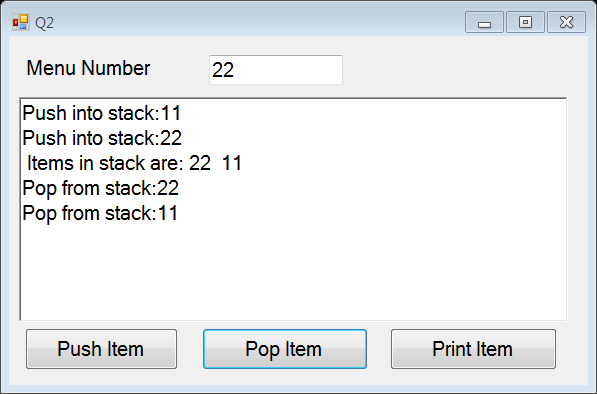 Q2
Menu Number 22
Push into stack:11
Push into stack:22
Items in stack are: 22  11
Pop from stack:22
Pop from stack:11
Push Item Pop Item Print Item